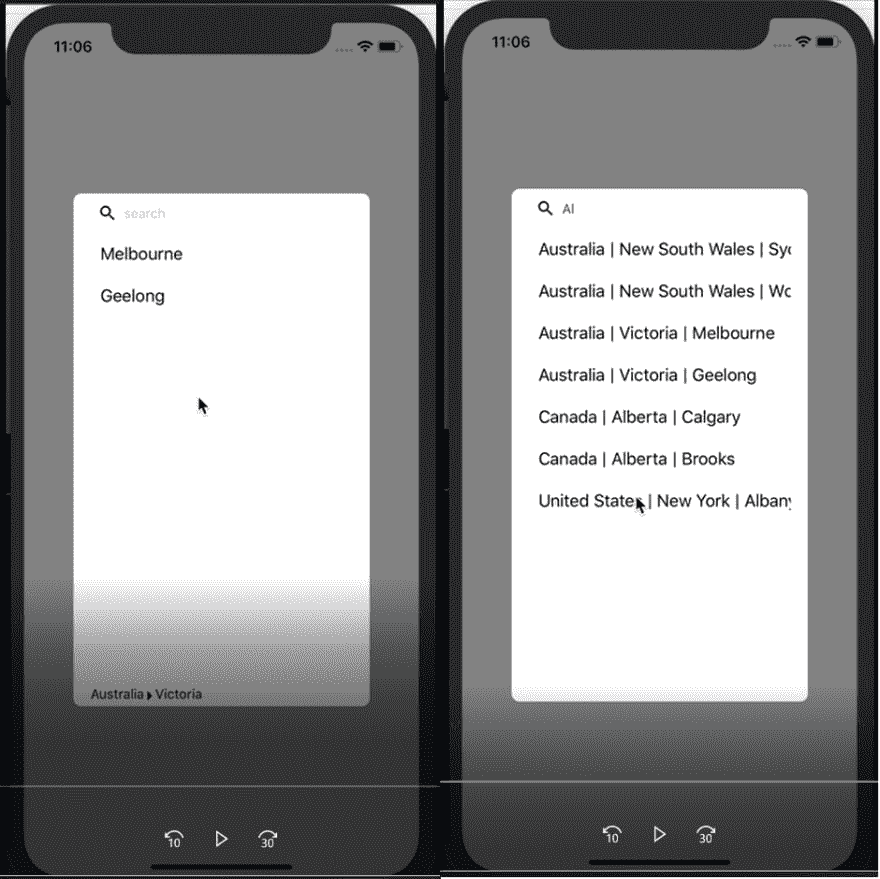 11:06
search
Melbourne
Geelong
Australia ▸ Victoria
10
30
11:06
Al
Australia | New South Wales | Syd
Australia | New South Wales | Wo
Australia | Victoria | Melbourne
Australia | Victoria | Geelong
Canada | Alberta | Calgary
Canada | Alberta | Brooks
United States | New York | Albany
10
30